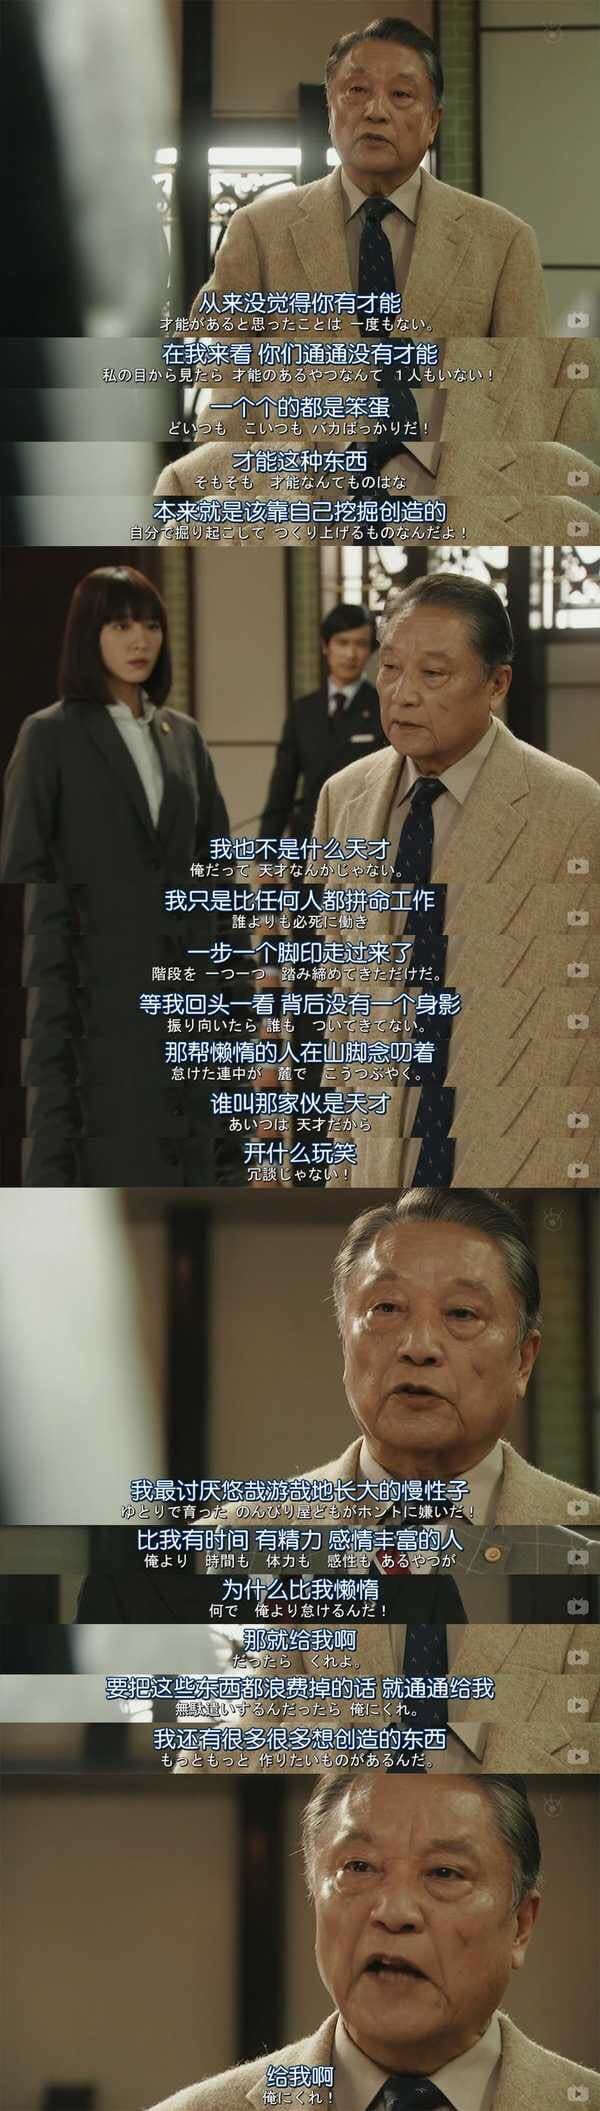 从来没觉得你有才能
才能があると思ったことは 一度もない。
在我来看 你们通通没有才能
私の目から見たら 才能のあるやつなんて 1人もいない！
一个个的都是笨蛋
どいつも こいつも バカばっかりだ！
才能这种东西
そもそも 才能なんてものはな
本来就是该靠自己挖掘创造的
自分で掘り起こして つくり上げるものなんだよ！
我也不是什么天才
俺だって 天才なんかじゃない。
我只是比任何人都拼命工作
誰よりも必死に働き
一步一个脚印走过来了
階段を 一つ一つ 踏み締めてきただけだ。
等我回头一看 背后没有一个身影
振り向いたら 誰も ついてきてない。
那帮懒惰的人在山脚念叨着
怠けた連中が 麓で こうつぶやく。
谁叫那家伙是天才
あいつは 天才だから
开什么玩笑
冗談じゃない！
我最讨厌悠哉游哉地长大的慢性子
ゆとりで育った のんびり屋どもがホントに嫌いだ！
比我有时间 有精力 感情丰富的人
俺より 時間も 体力も 感性も あるやつが
为什么比我懒惰
何で 俺より怠けるんだ！
那就给我啊
だったら くれよ。
要把这些东西都浪费掉的话 就通通给我
無駄遣いするんだったら 俺にくれ。
我还有很多很多想创造的东西
もっともっと 作りたいものがあるんだ。
给我啊
俺にくれ！